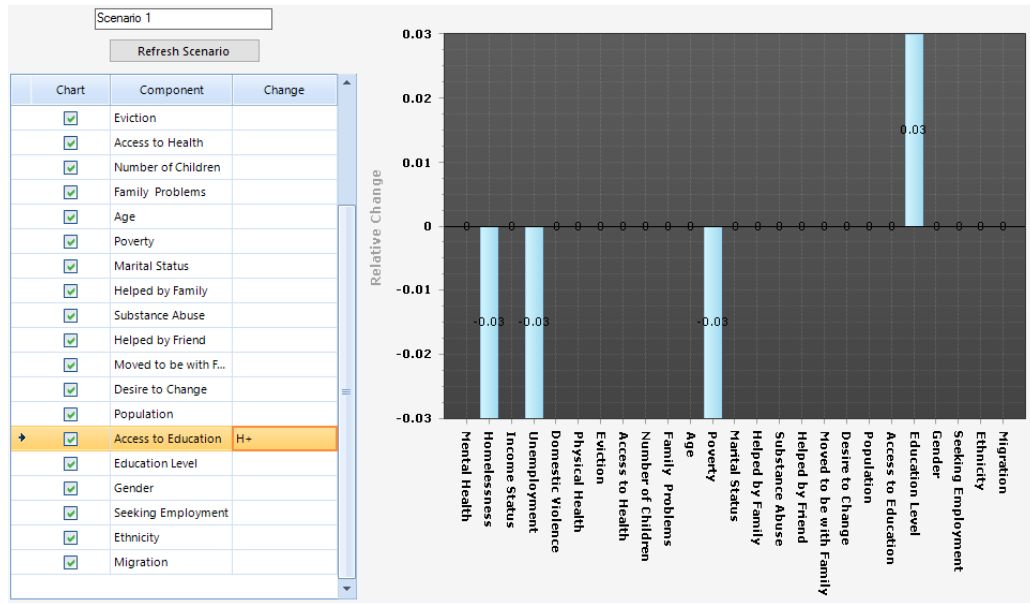 Scenario 1
Refresh Scenario
Chart Component Change
Eviction
Access to Health
Number of Children
Family Problems
Age
Poverty
Marital Status
Helped by Family
Substance Abuse
Helped by Friend
Moved to be with F...
Desire to Change
Population
Access to Education H+
Education Level
Gender
Seeking Employment
Ethnicity
Migration
Relative Change
0.03
0.02
0.01
0
-0.01
-0.02
-0.03
0 -0.03 0 -0.03 0 0 0 0 0 0 0 -0.03 0 0 0 0 0 0 0 0 0.03 0 0 0 0
Mental Health
Homelessness
Income Status
Unemployment
Domestic Violence
Physical Health
Eviction
Access to Health
Number of Children
Family Problems
Age
Poverty
Marital Status
Helped by Family
Substance Abuse
Helped by Friend
Moved to be with Family
Desire to Change
Population
Access to Education
Education Level
Gender
Seeking Employment
Ethnicity
Migration